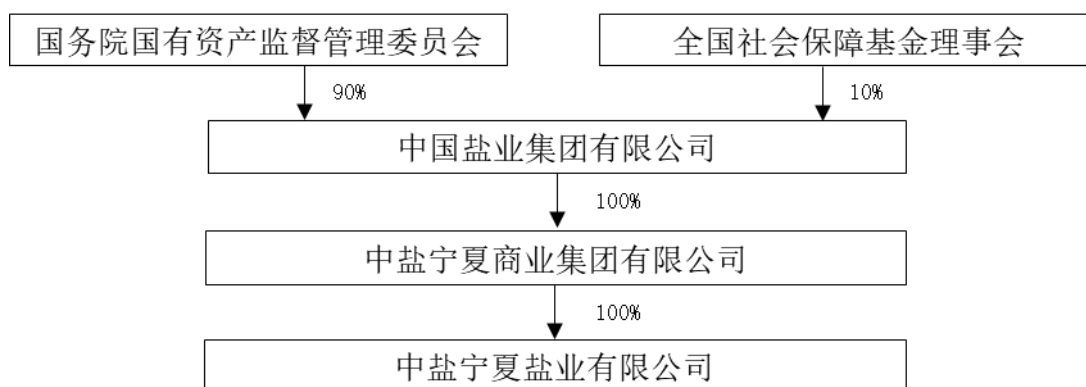 国务院国有资产监督管理委员会
全国社会保障基金理事会
90%
10%
中国盐业集团有限公司
100%
中盐宁夏商业集团有限公司
100%
中盐宁夏盐业有限公司